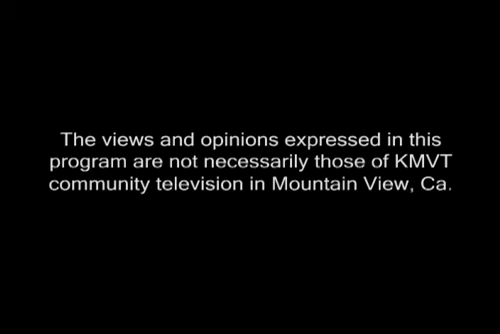 The views and opinions expressed in this
program are not necessarily those of KMVT
community television in Mountain View, Ca.